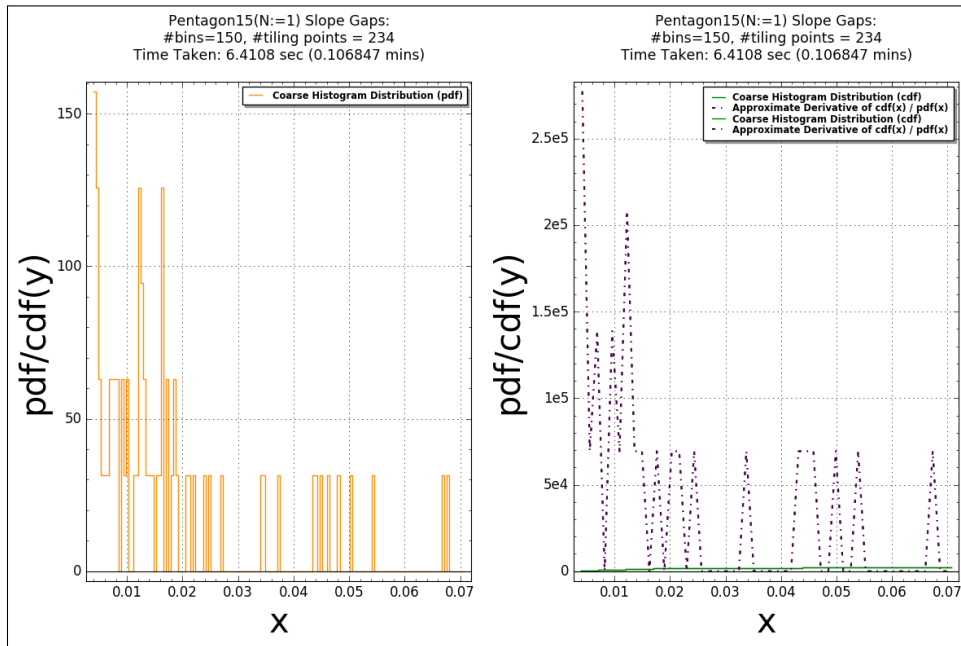 Pentagon15(N:=1) Slope Gaps:
#bins=150, #tiling points = 234
Time Taken: 6.4108 sec (0.106847 mins)
Coarse Histogram Distribution (pdf)
150
100
50
0
0.01 0.02 0.03 0.04 0.05 0.06 0.07
pdf/cdf(y)
x
Pentagon15(N:=1) Slope Gaps:
#bins=150, #tiling points = 234
Time Taken: 6.4108 sec (0.106847 mins)
Coarse Histogram Distribution (cdf)
Approximate Derivative of cdf(x) / pdf(x)
Coarse Histogram Distribution (cdf)
Approximate Derivative of cdf(x) / pdf(x)
2.5e5
2e5
1.5e5
1e5
5e4
0
0.01 0.02 0.03 0.04 0.05 0.06 0.07
pdf/cdf(y)
x